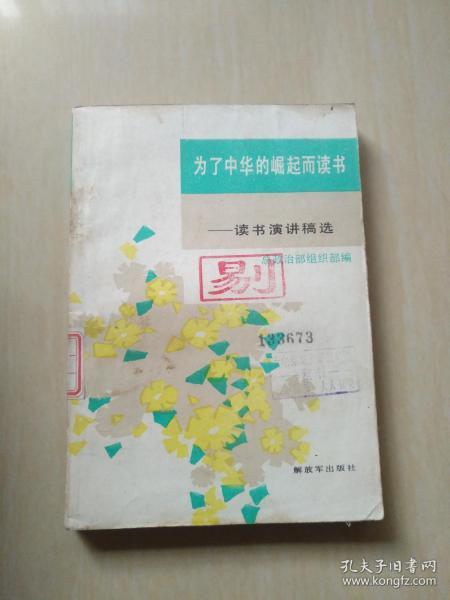 为了中华的崛起而读书
——读书演讲稿选
总政治部组织部编
剔
133673
解放军出版社
孔夫子旧书网
www.kongfz.com